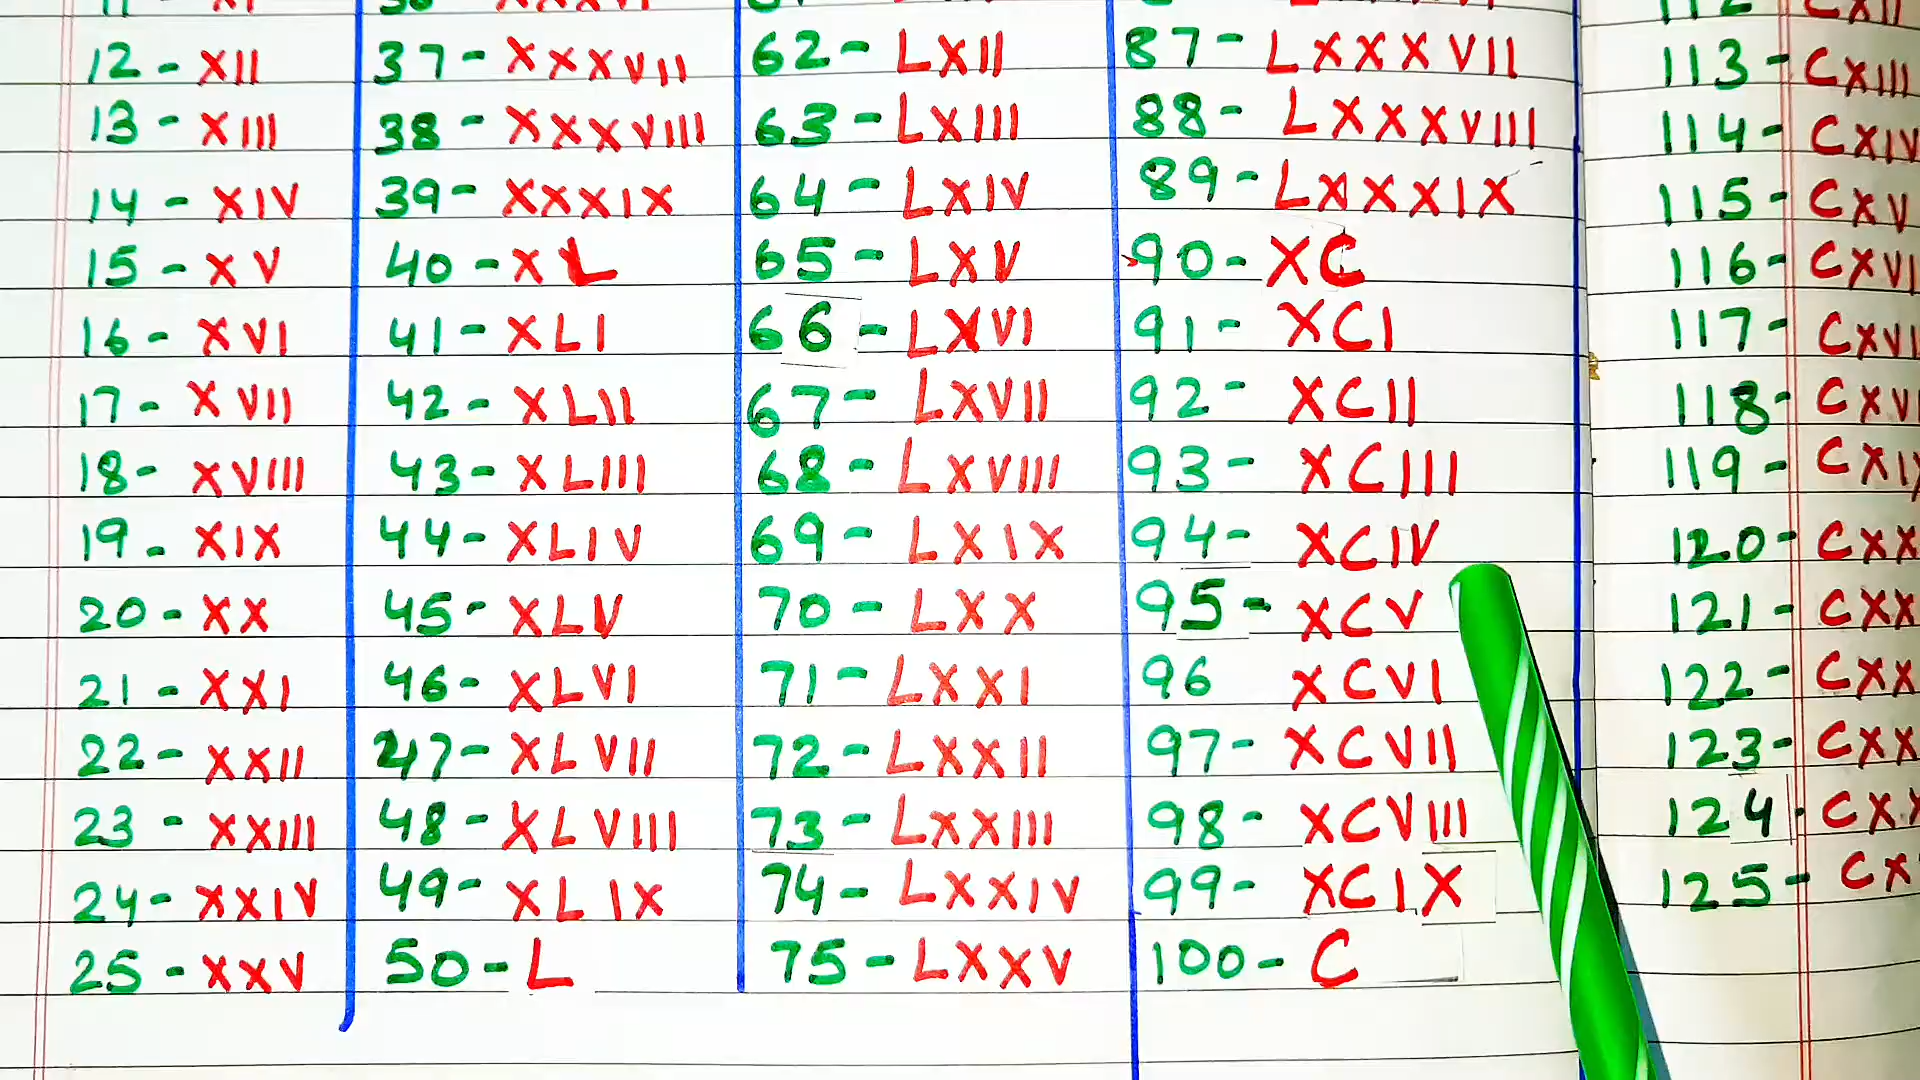 12 - XII
13 - XIII
14 - XIV
15 - XV
16 - XVI
17 - XVII
18 - XVIII
19 - XIX
20 - XX
21 - XXI
22 - XXII
23 - XXIII
24 - XXIV
25 - XXV
37 - XXXVII
38 - XXXVIII
39 - XXXIX
40 - XL
41 - XLI
42 - XLII
43 - XLIII
44 - XLIV
45 - XLV
46 - XLVI
47 - XLVII
48 - XLVIII
49 - XLIX
50 - L
62 - LXII
63 - LXIII
64 - LXIV
65 - LXV
66 - LXVI
67 - LXVII
68 - LXVIII
69 - LXIX
70 - LXX
71 - LXXI
72 - LXXII
73 - LXXIII
74 - LXXIV
75 - LXXV
87 - LXXXVII
88 - LXXXVIII
89 - LXXXIX
90 - XC
91 - XCI
92 - XCII
93 - XCIII
94 - XCIV
95 - XCV
96 XCVI
97 - XCVII
98 - XCVIII
99 - XCIX
100 - C
112 - CXII
113 - CXIII
114 - CXIV
115 - CXV
116 - CXVI
117 -
118 -
119 -
120 -
121 -
122 -
123 -
124 -
125 -